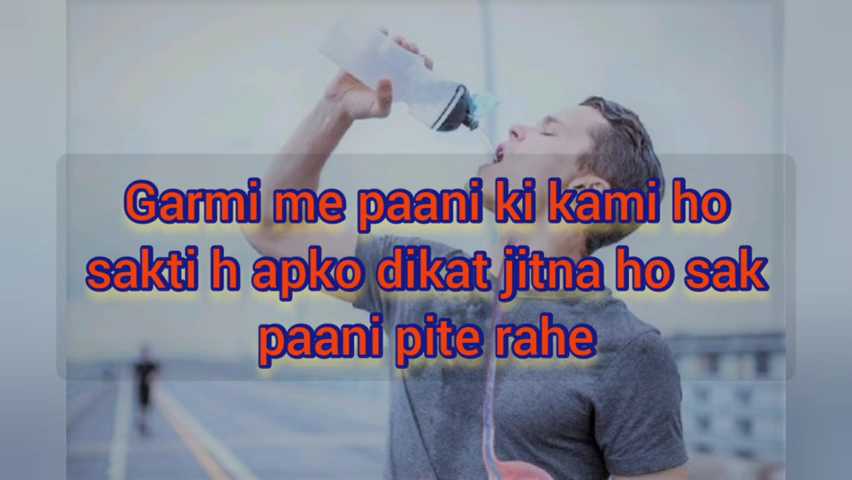 Garmi me paani ki kami ho
sakti h apko dikat jitna ho sak
paani pite rahe